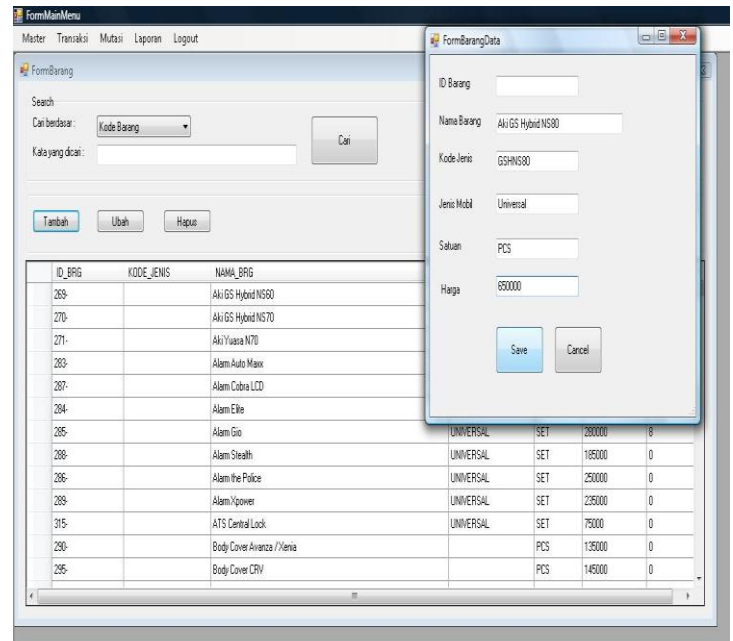 FormMainMenu
Master Transaksi Mutasi Laporan Logout
FormBarang
Search
Cari berdasar :
Kode Barang
Kata yang dicari :
Cari
Tambah Ubah Hapus
ID_BRG KODE_JENIS NAMA_BRG
269- Aki GS Hybrid NS60
270- Aki GS Hybrid NS70
271- Aki Yuasa N70
283- Alarm Auto Maxx
287- Alarm Cobra LCD
284- Alarm Elite
285- Alarm Gio UNIVERSAL SET 280000 8
288- Alarm Stealth UNIVERSAL SET 185000 0
286- Alarm the Police UNIVERSAL SET 250000 0
289- Alarm Xpower UNIVERSAL SET 235000 0
315- ATS Central Lock UNIVERSAL SET 75000 0
290- Body Cover Avanza / Xenia PCS 135000 0
295- Body Cover CRV PCS 145000 0
FormBarangData
ID Barang
Nama Barang Aki GS Hybrid NS80
Kode Jenis GSHNS80
Jenis Mobil Universal
Satuan PCS
Harga 650000
Save Cancel